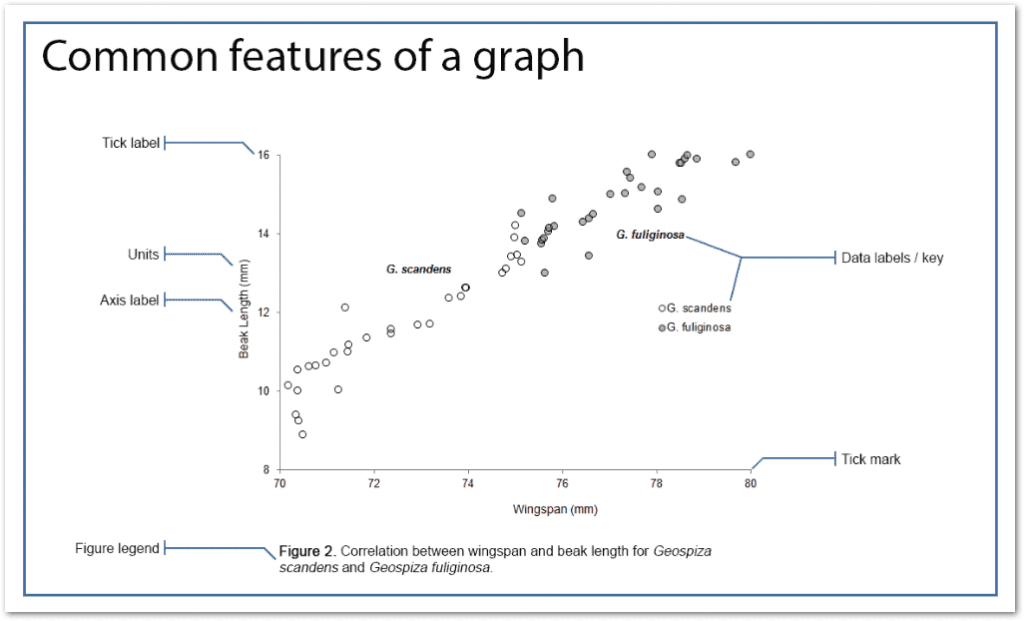 Common features of a graph
Tick label
16
14
12
10
8
Units
Axis label
Beak Length (mm)
G. scandens
G. fuliginosa
Data labels / key
G. scandens
G. fuliginosa
Tick mark
70 72 74 76 78 80
Wingspan (mm)
Figure legend
Figure 2. Correlation between wingspan and beak length for Geospiza
scandens and Geospiza fuliginosa.